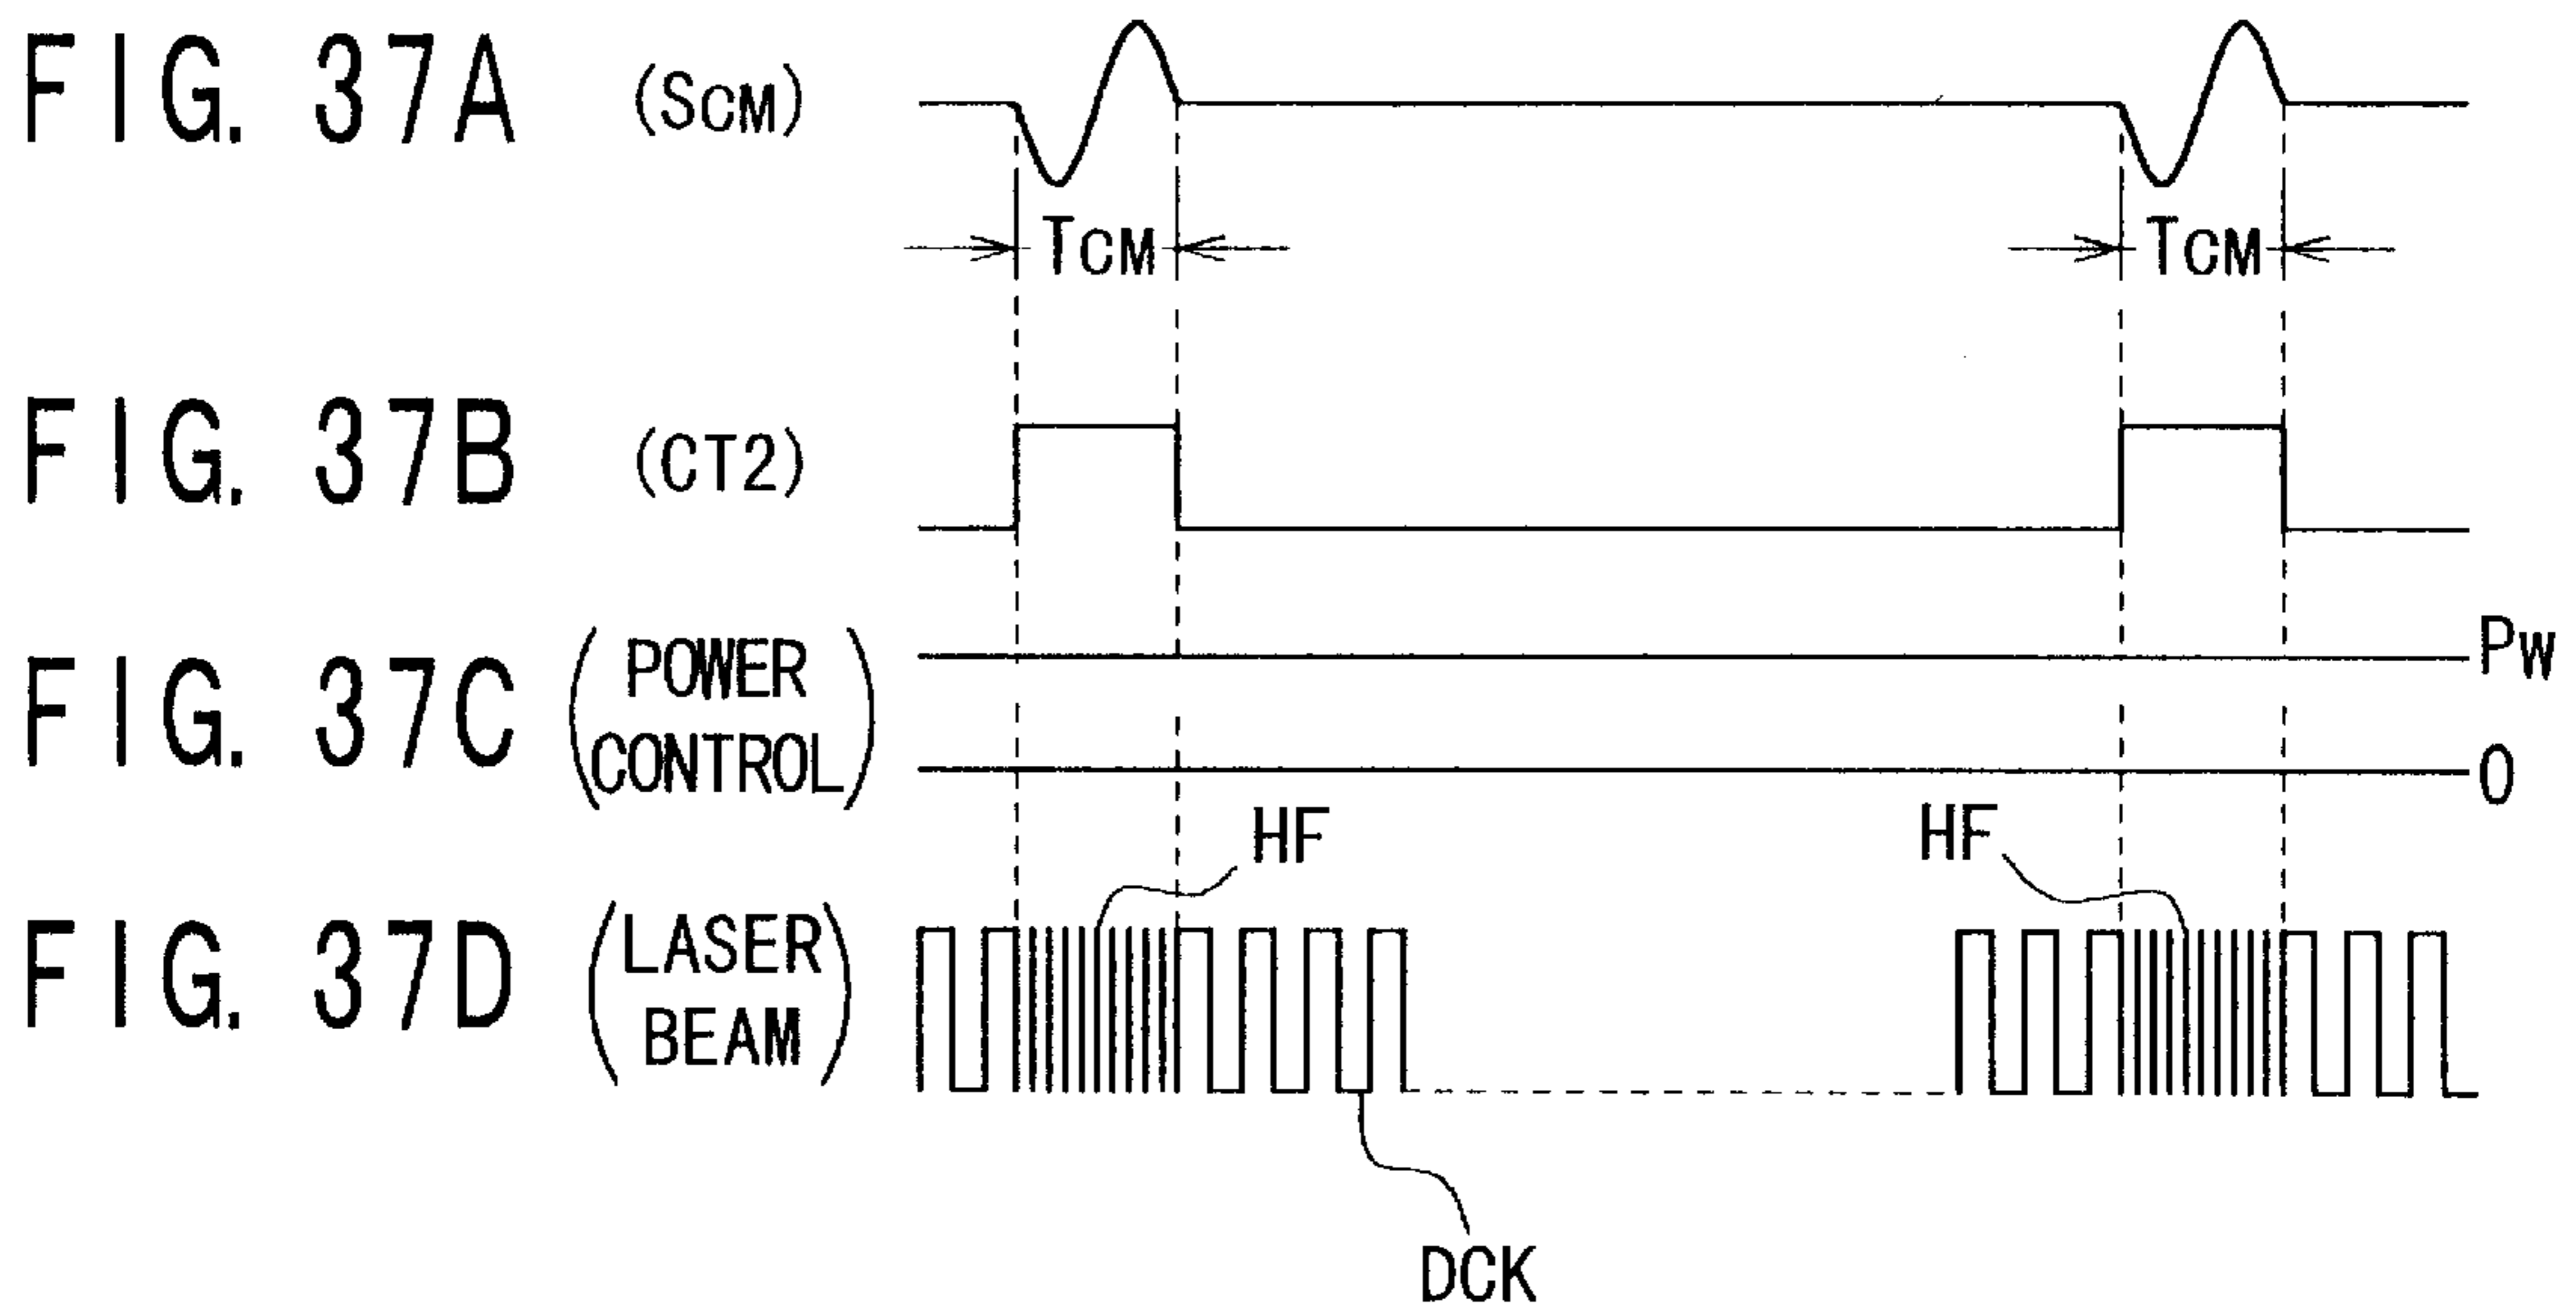 FIG. 37A (SCM)
TCM TCM
FIG. 37B (CT2)
FIG. 37C (POWER CONTROL)
PW
0
HF HF
FIG. 37D (LASER BEAM)
DCK